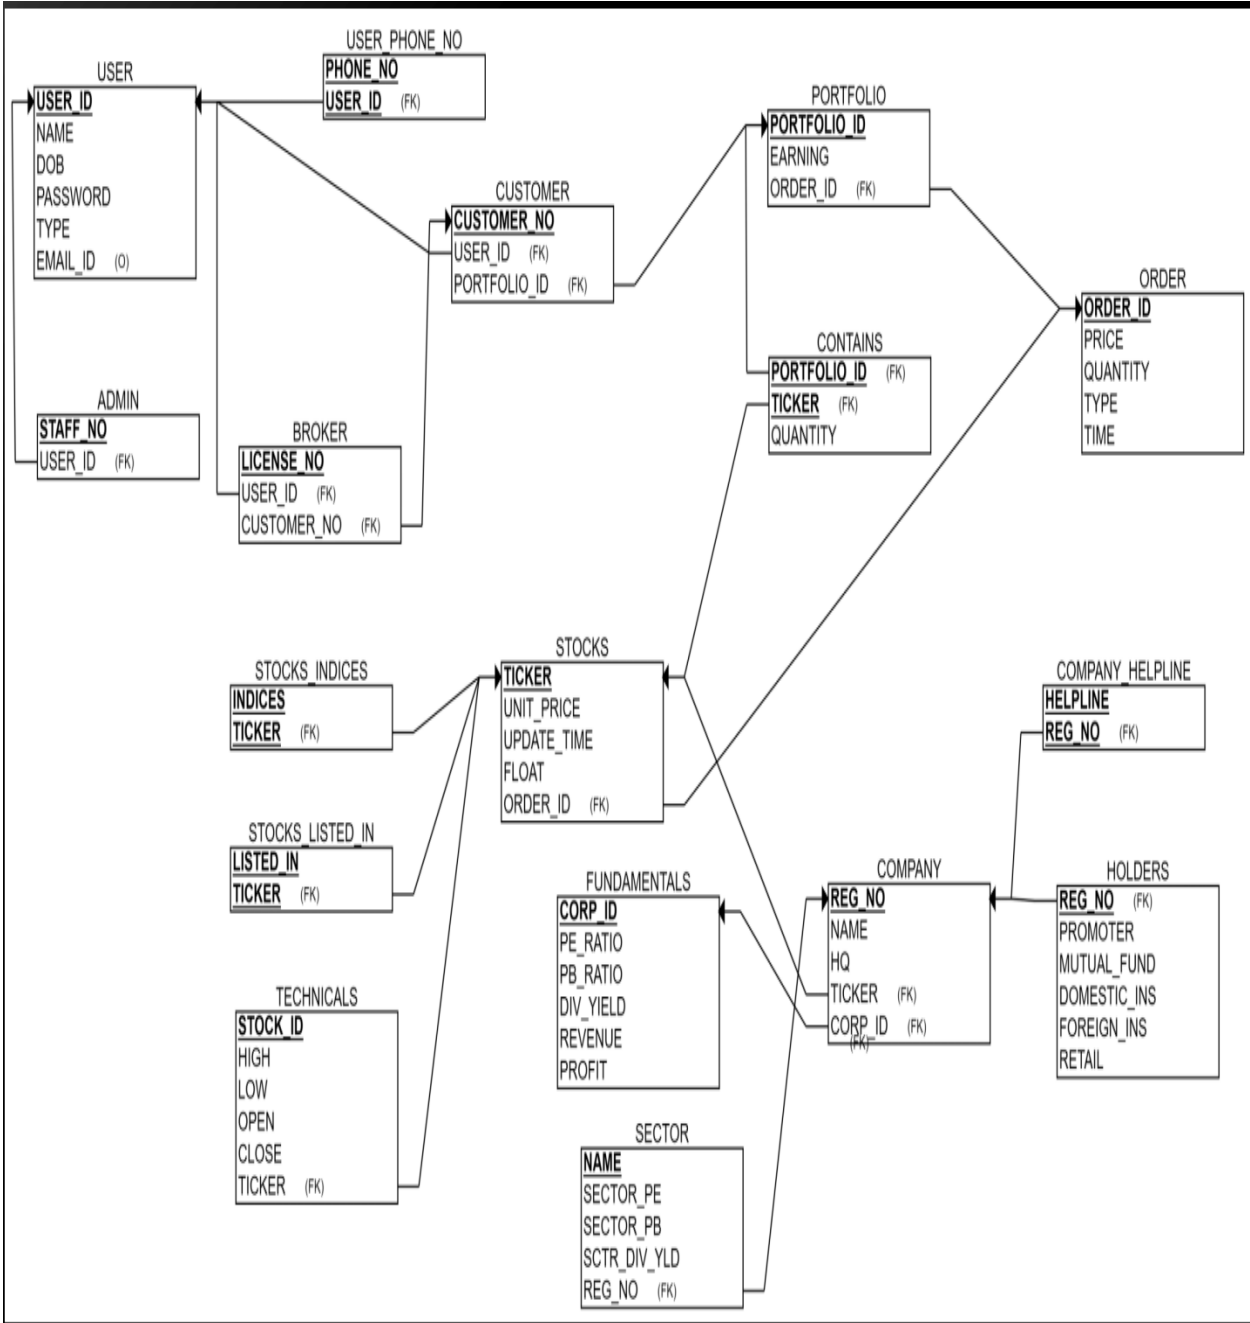 USER_PHONE_NO
PHONE_NO
USER_ID (FK)
USER
USER_ID
NAME
DOB
PASSWORD
TYPE
EMAIL_ID (O)
PORTFOLIO
PORTFOLIO_ID
EARNING
ORDER_ID (FK)
CUSTOMER
CUSTOMER_NO
USER_ID (FK)
PORTFOLIO_ID (FK)
ORDER
ORDER_ID
PRICE
QUANTITY
TYPE
TIME
CONTAINS
PORTFOLIO_ID (FK)
TICKER (FK)
QUANTITY
ADMIN
STAFF_NO
USER_ID (FK)
BROKER
LICENSE_NO
USER_ID (FK)
CUSTOMER_NO (FK)
STOCKS
TICKER
UNIT_PRICE
UPDATE_TIME
FLOAT
ORDER_ID (FK)
STOCKS_INDICES
INDICES
TICKER (FK)
COMPANY_HELPLINE
HELPLINE
REG_NO (FK)
STOCKS_LISTED_IN
LISTED_IN
TICKER (FK)
FUNDAMENTALS
CORP_ID
PE_RATIO
PB_RATIO
DIV_YIELD
REVENUE
PROFIT
COMPANY
REG_NO
NAME
HQ
TICKER (FK)
CORP_ID (FK)
(FK)
HOLDERS
REG_NO (FK)
PROMOTER
MUTUAL_FUND
DOMESTIC_INS
FOREIGN_INS
RETAIL
TECHNICALS
STOCK_ID
HIGH
LOW
OPEN
CLOSE
TICKER (FK)
SECTOR
NAME
SECTOR_PE
SECTOR_PB
SCTR_DIV_YLD
REG_NO (FK)